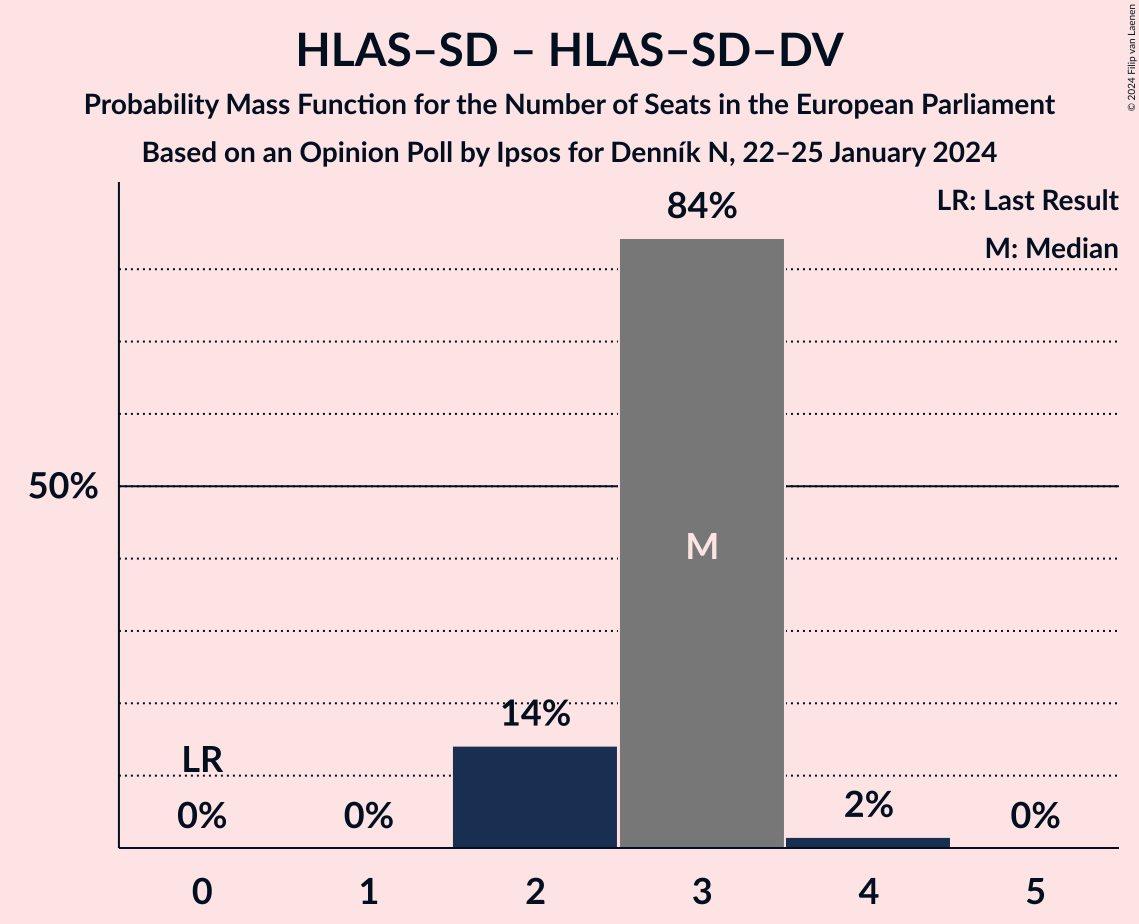 HLAS–SD – HLAS–SD–DV
Probability Mass Function for the Number of Seats in the European Parliament
Based on an Opinion Poll by Ipsos for Denník N, 22–25 January 2024
© 2024 Filip van Laenen
LR: Last Result
M: Median
84%
50%
M
14%
LR
0%
0%
2%
0%
0
1
2
3
4
5